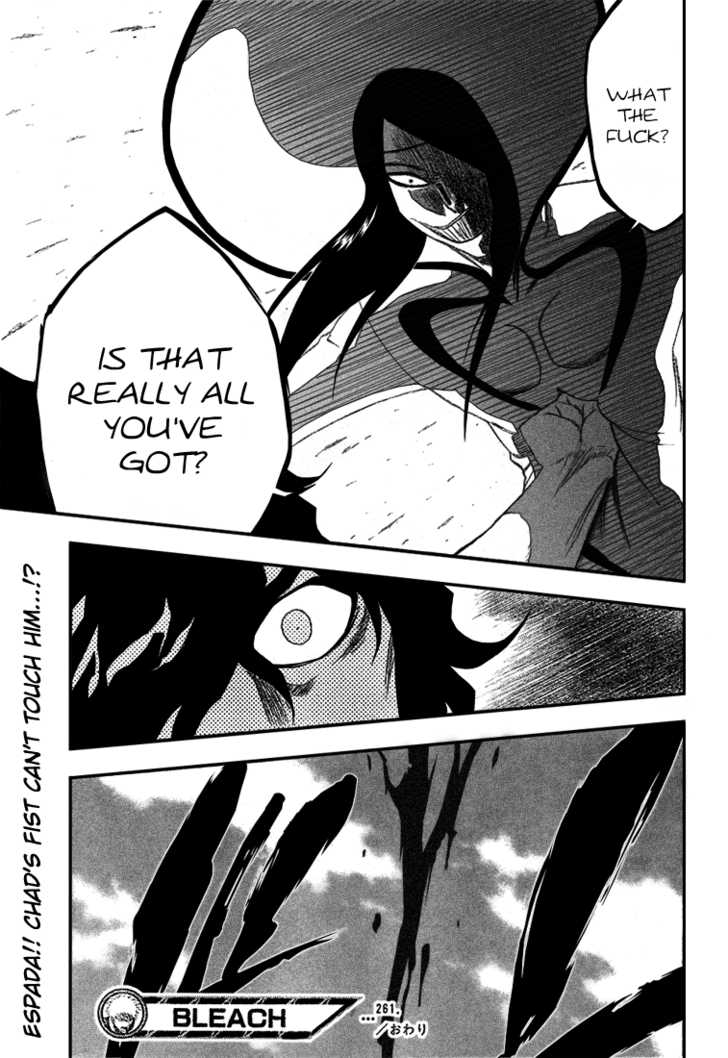 WHAT
THE
FUCK?
IS THAT
REALLY ALL
YOU'VE
GOT?
ESPADA!! CHAD'S FIST CAN'T TOUCH HIM...!?
BLEACH
...261.
/おわり